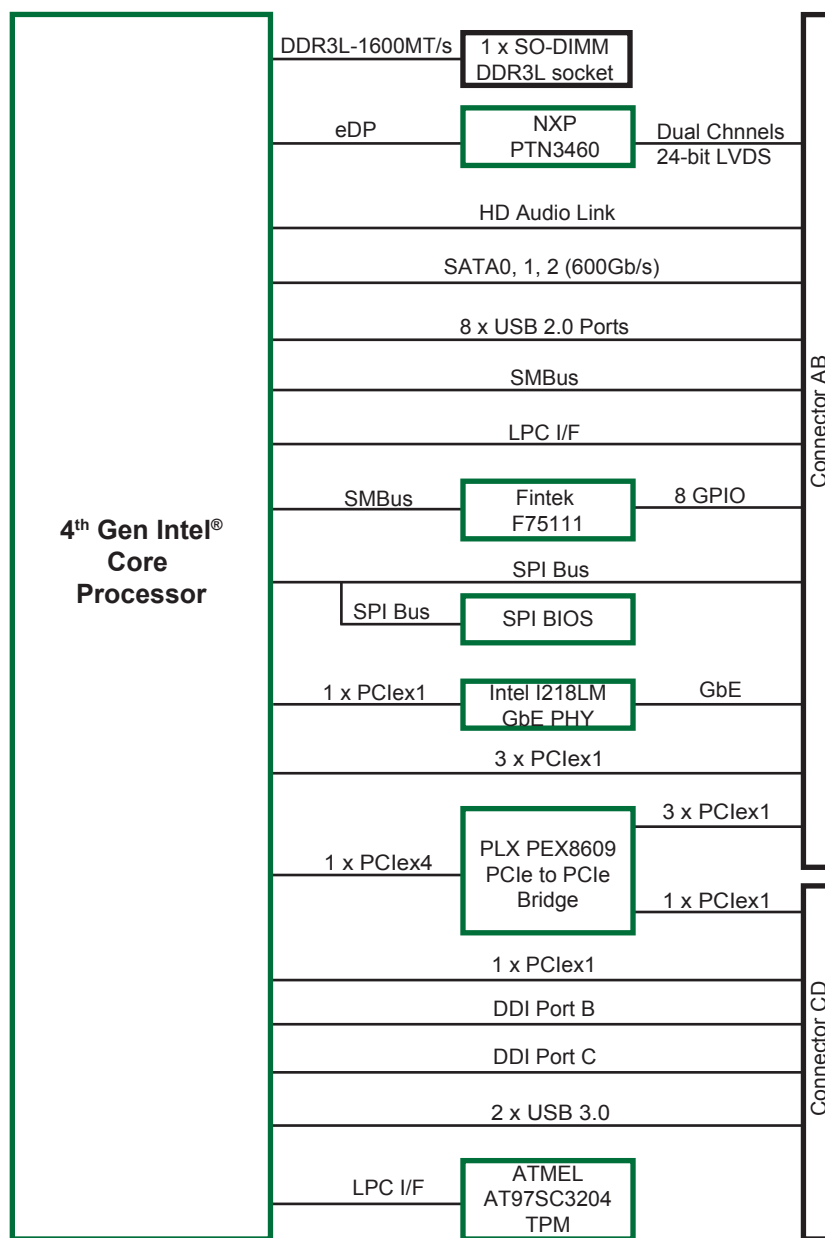 DDR3L-1600MT/s
1 x SO-DIMM
DDR3L socket
eDP
NXP
PTN3460
Dual Chnnels
24-bit LVDS
HD Audio Link
SATA0, 1, 2 (600Gb/s)
8 x USB 2.0 Ports
SMBus
LPC I/F
Connector AB
SMBus
Fintek
F75111
8 GPIO
4th Gen Intel®
Core
Processor
SPI Bus
SPI Bus
SPI BIOS
1 x PCIex1
Intel I218LM
GbE PHY
GbE
3 x PCIex1
3 x PCIex1
1 x PCIex4
PLX PEX8609
PCIe to PCIe
Bridge
1 x PCIex1
1 x PCIex1
DDI Port B
DDI Port C
Connector CD
2 x USB 3.0
LPC I/F
ATMEL
AT97SC3204
TPM